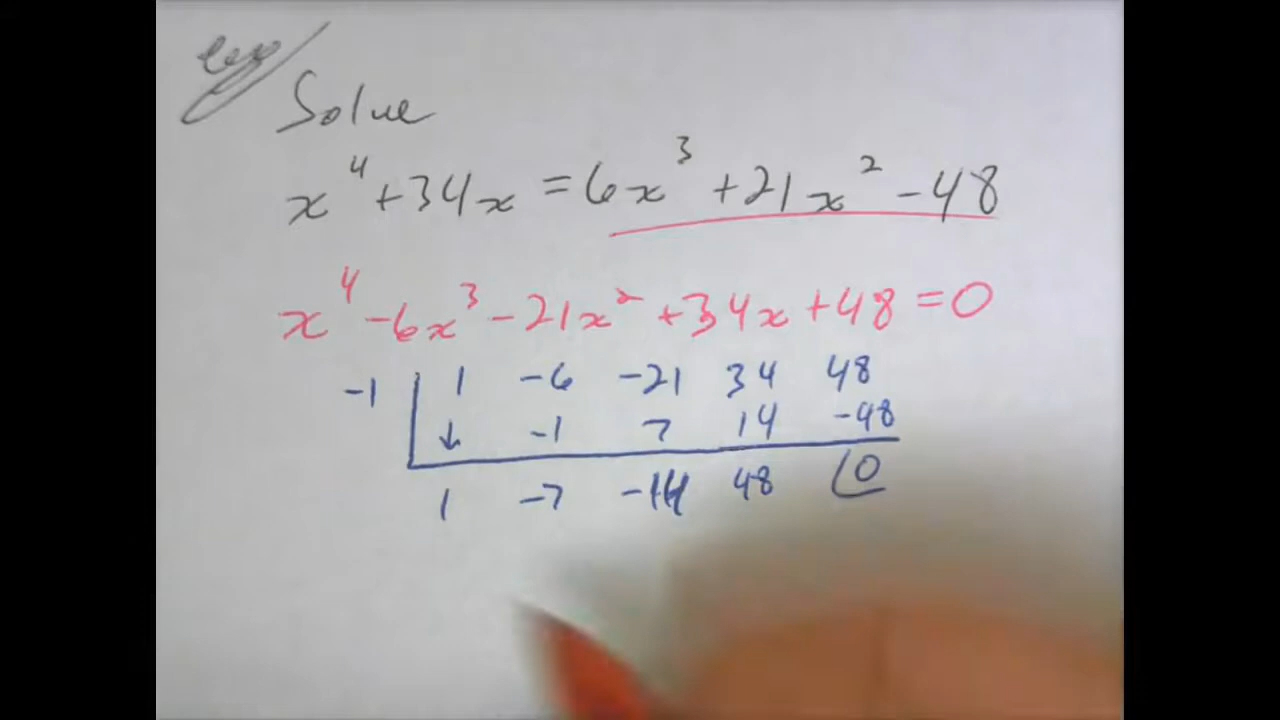 ex/
Solve
x⁴ + 34x = 6x³ + 21x² - 48
x⁴ - 6x³ - 21x² + 34x + 48 = 0
-1 | 1 -6 -21 34 48
↓ -1 7 14 -48
1 -7 -14 48 (0